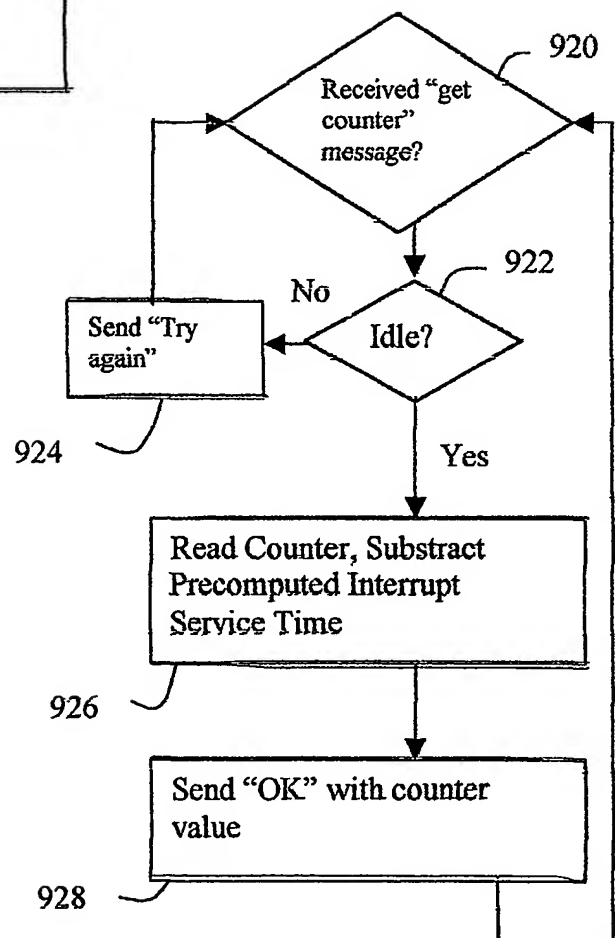 920
Received “get
counter”
message?
922
No
Idle?
Send “Try
again”
924
Yes
Read Counter, Substract
Precomputed Interrupt
Service Time
926
Send “OK” with counter
value
928